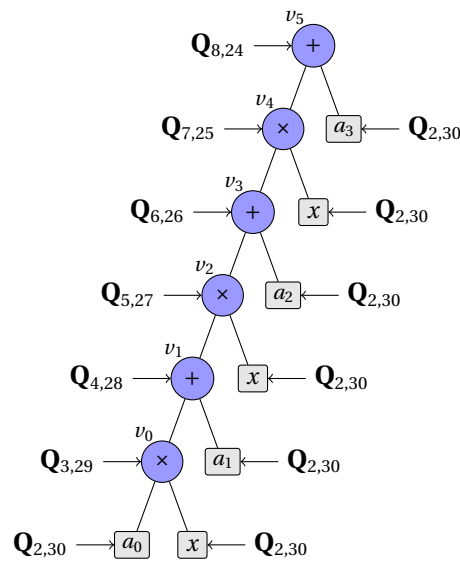 v₅
Q₈,₂₄ +
v₄
Q₇,₂₅ × a₃ Q₂,₃₀
v₃
Q₆,₂₆ + x Q₂,₃₀
v₂
Q₅,₂₇ × a₂ Q₂,₃₀
v₁
Q₄,₂₈ + x Q₂,₃₀
v₀
Q₃,₂₉ × a₁ Q₂,₃₀
Q₂,₃₀ a₀ x Q₂,₃₀